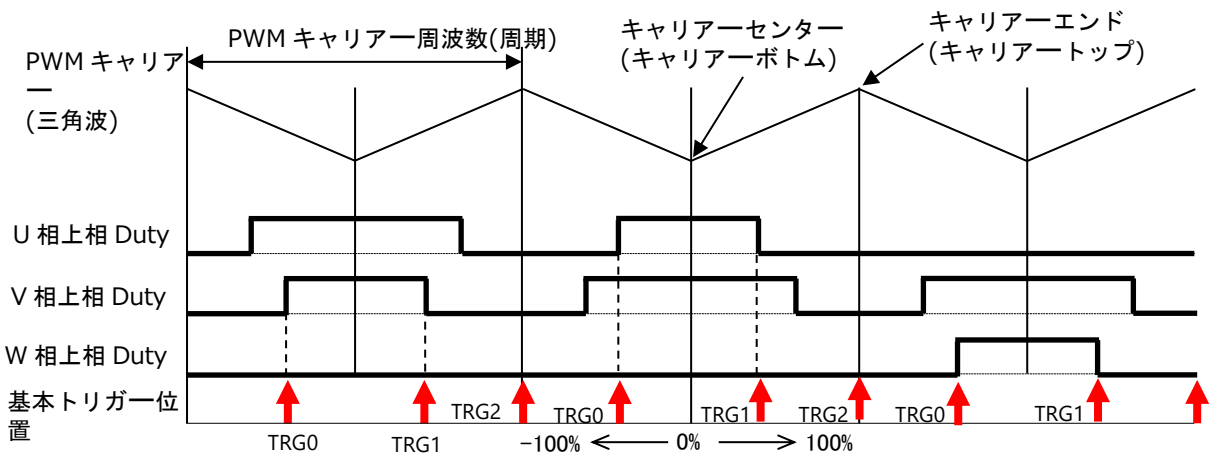 PWM キャリアー周波数(周期)
キャリアーセンター
(キャリアーボトム)
キャリアーエンド
(キャリアートップ)
PWM キャリア
ー
(三角波)
U 相上相 Duty
V 相上相 Duty
W 相上相 Duty
基本トリガー位
置
TRG0
TRG1
TRG2
TRG0
TRG1
TRG2
TRG0
TRG1
-100%
0%
100%